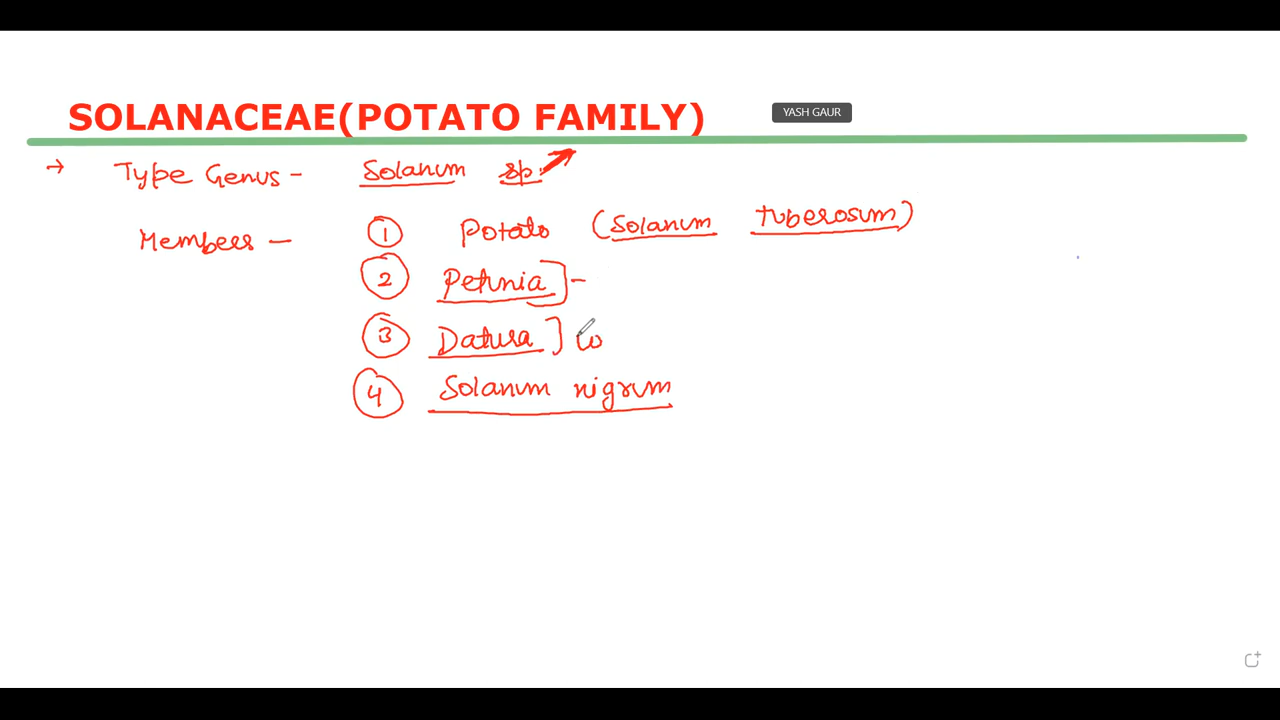 SOLANACEAE(POTATO FAMILY)
YASH GAUR
→ Type Genus - Solanum sp.
Members - ① Potato (Solanum tuberosum)
② Petunia ] -
③ Datura ]
④ Solanum nigrum